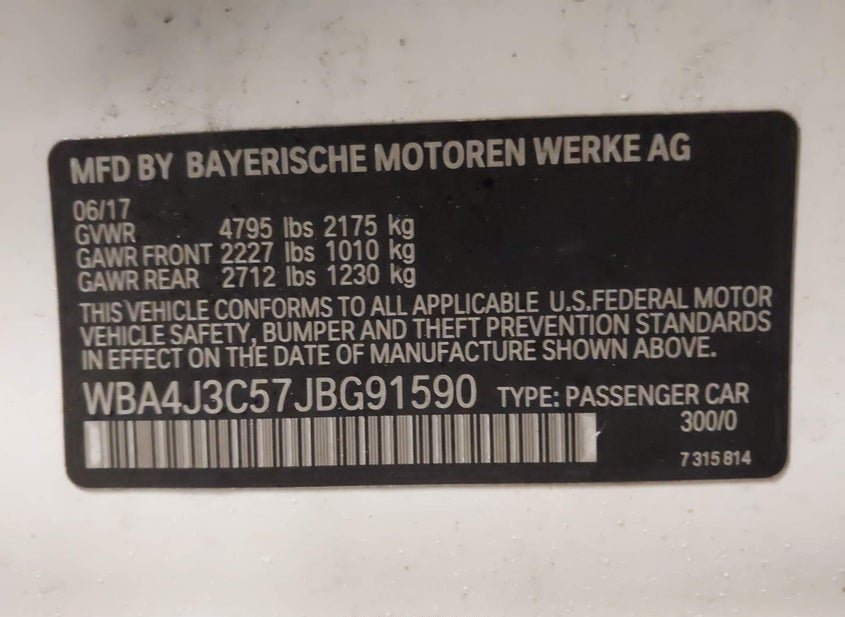 MFD BY BAYERISCHE MOTOREN WERKE AG
06/17
GVWR 4795 lbs 2175 kg
GAWR FRONT 2227 lbs 1010 kg
GAWR REAR 2712 lbs 1230 kg
THIS VEHICLE CONFORMS TO ALL APPLICABLE U.S.FEDERAL MOTOR
VEHICLE SAFETY, BUMPER AND THEFT PREVENTION STANDARDS
IN EFFECT ON THE DATE OF MANUFACTURE SHOWN ABOVE.
WBA4J3C57JBG91590 TYPE: PASSENGER CAR
300/0
7 315 814